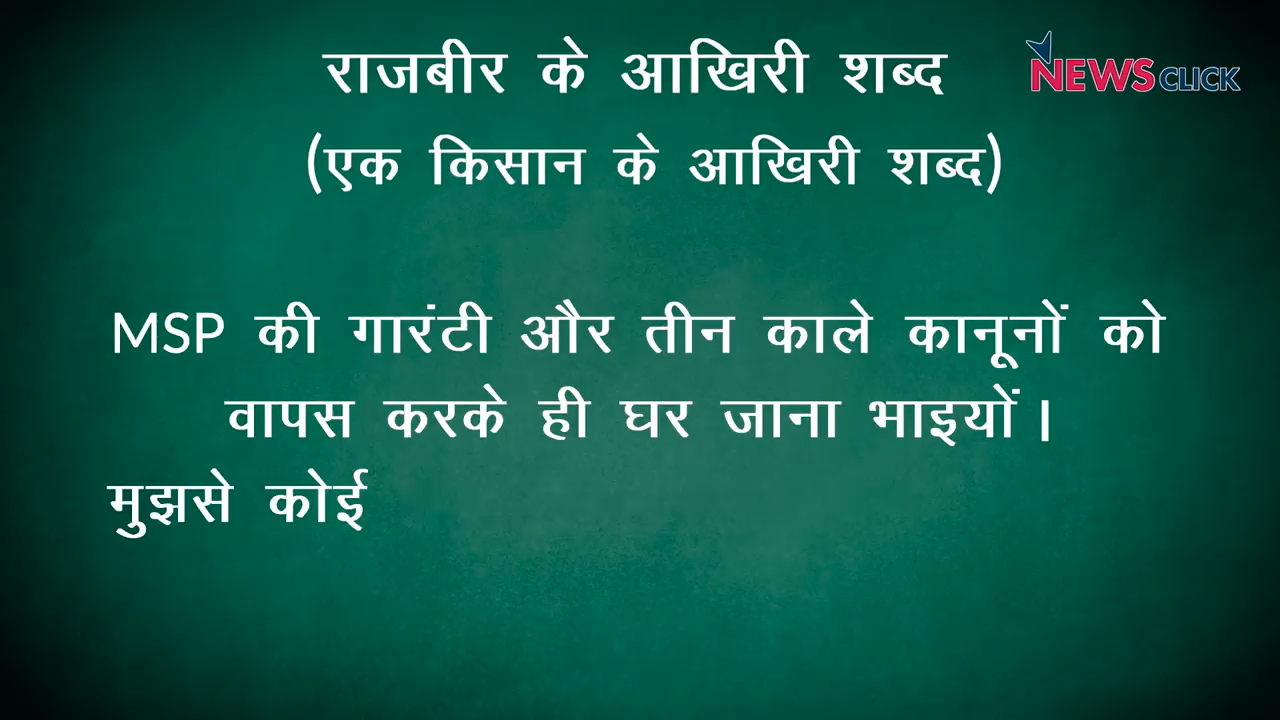 राजबीर के आखिरी शब्द
NEWSCLICK
(एक किसान के आखिरी शब्द)
MSP की गारंटी और तीन काले कानूनों को
वापस करके ही घर जाना भाइयों।
मुझसे कोई